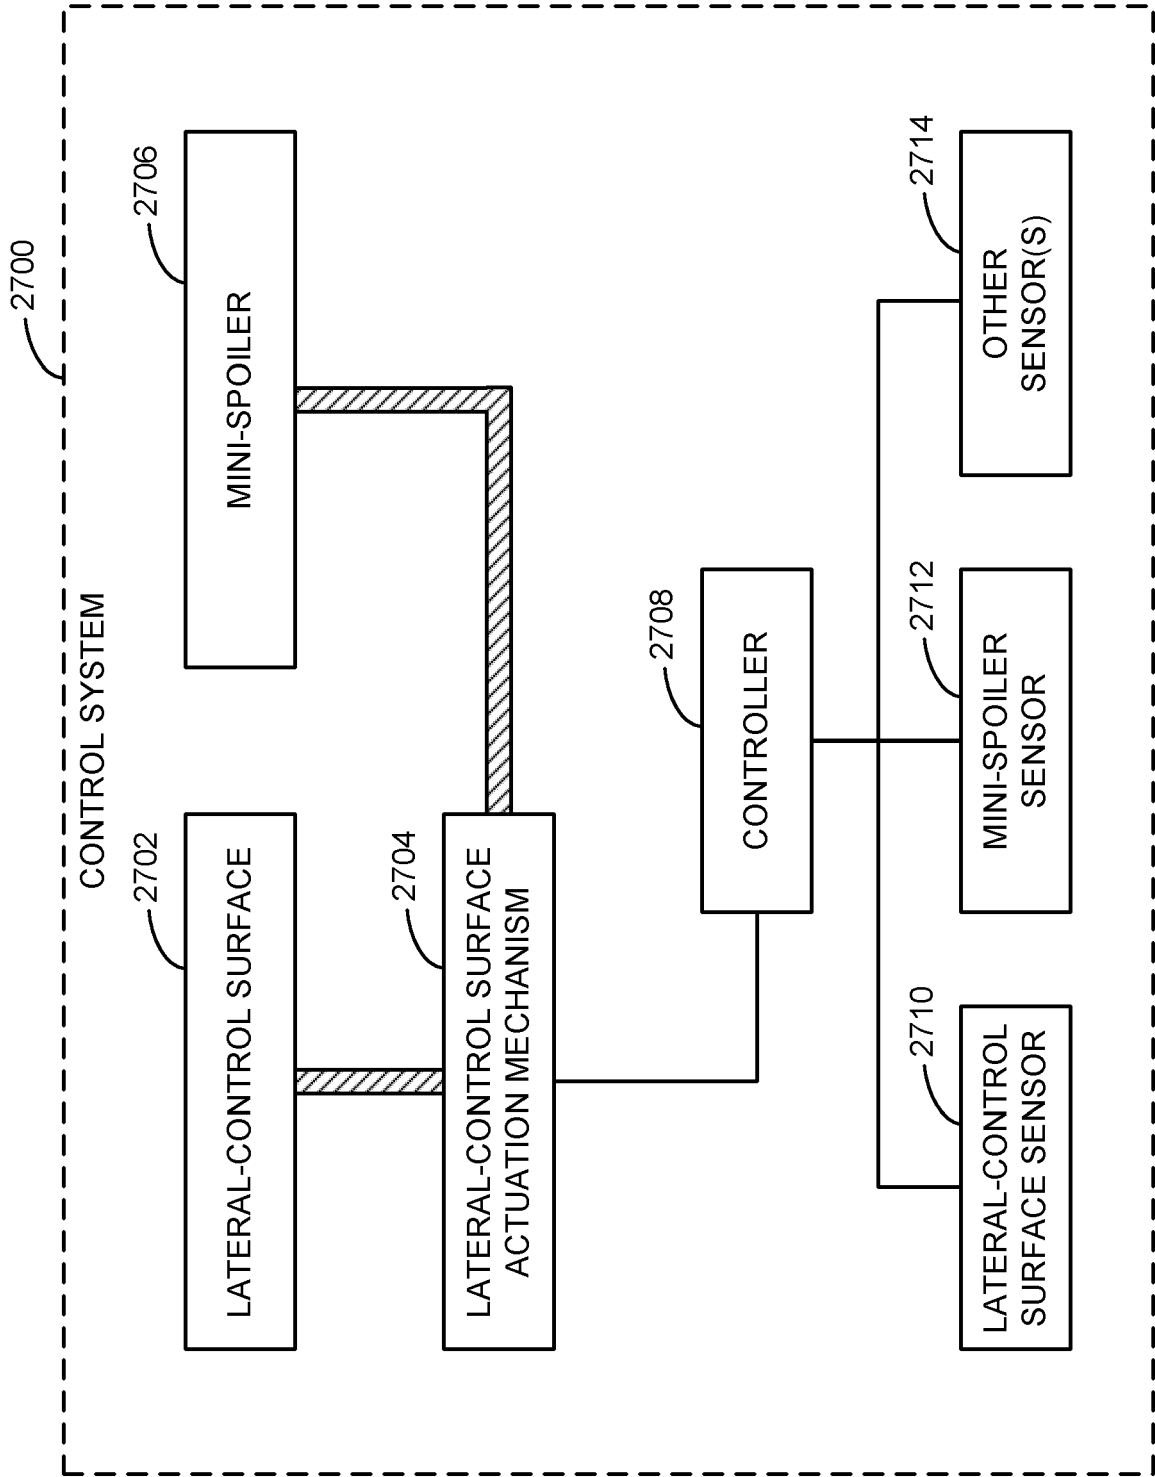 2700
CONTROL SYSTEM
2702
LATERAL-CONTROL SURFACE
2706
MINI-SPOILER
2704
LATERAL-CONTROL SURFACE
ACTUATION MECHANISM
2708
CONTROLLER
2710
LATERAL-CONTROL
SURFACE SENSOR
2712
MINI-SPOILER
SENSOR
2714
OTHER
SENSOR(S)